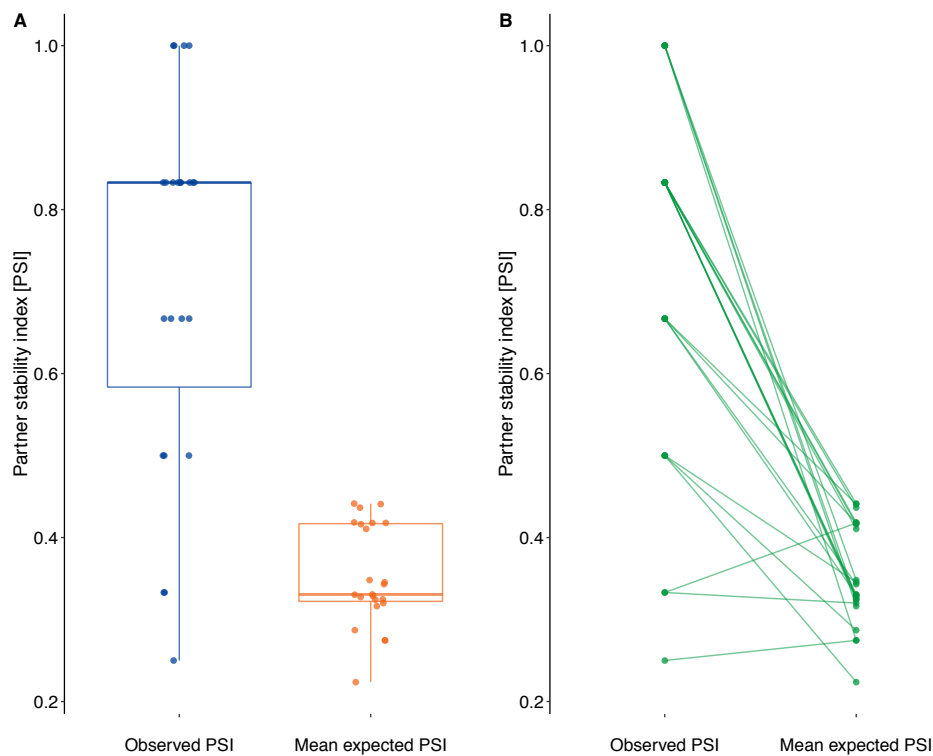 A
B
Partner stability index [PSI]
1.0
0.8
0.6
0.4
0.2
Observed PSI
Mean expected PSI
Partner stability index [PSI]
1.0
0.8
0.6
0.4
0.2
Observed PSI
Mean expected PSI